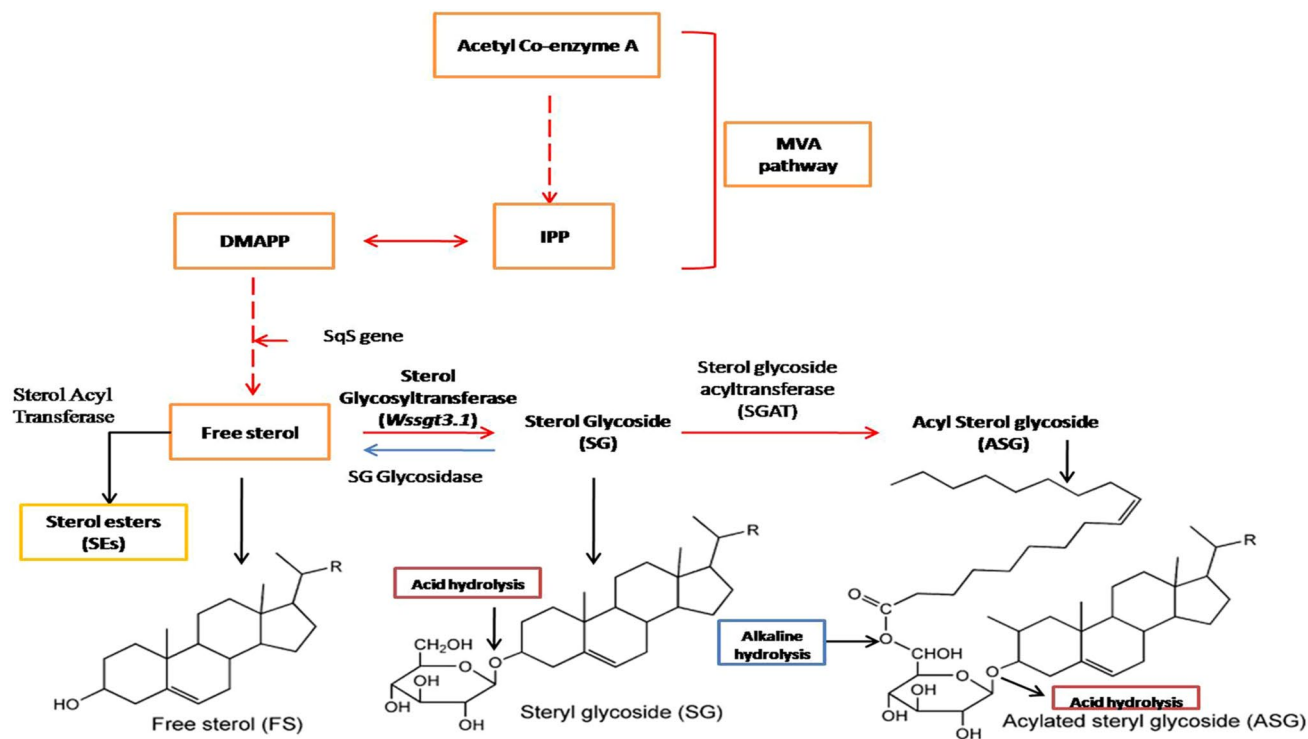 Acetyl Co-enzyme A
MVA
pathway
DMAPP
IPP
SqS gene
Sterol Acyl
Transferase
Sterol
Glycosyltransferase
(Wssgt3.1)
Sterol glycoside
acyltransferase
(SGAT)
Free sterol
Sterol Glycoside
(SG)
Acyl Sterol glycoside
(ASG)
SG Glycosidase
Sterol esters
(SEs)
R
HO
Free sterol (FS)
Acid hydrolysis
R
CH2OH
O
O
OH
HO
OH
OH
Steryl glycoside (SG)
Alkaline
hydrolysis
O
O
R
CHOH
O
O
OH
HO
OH
OH
Acid hydrolysis
Acylated steryl glycoside (ASG)